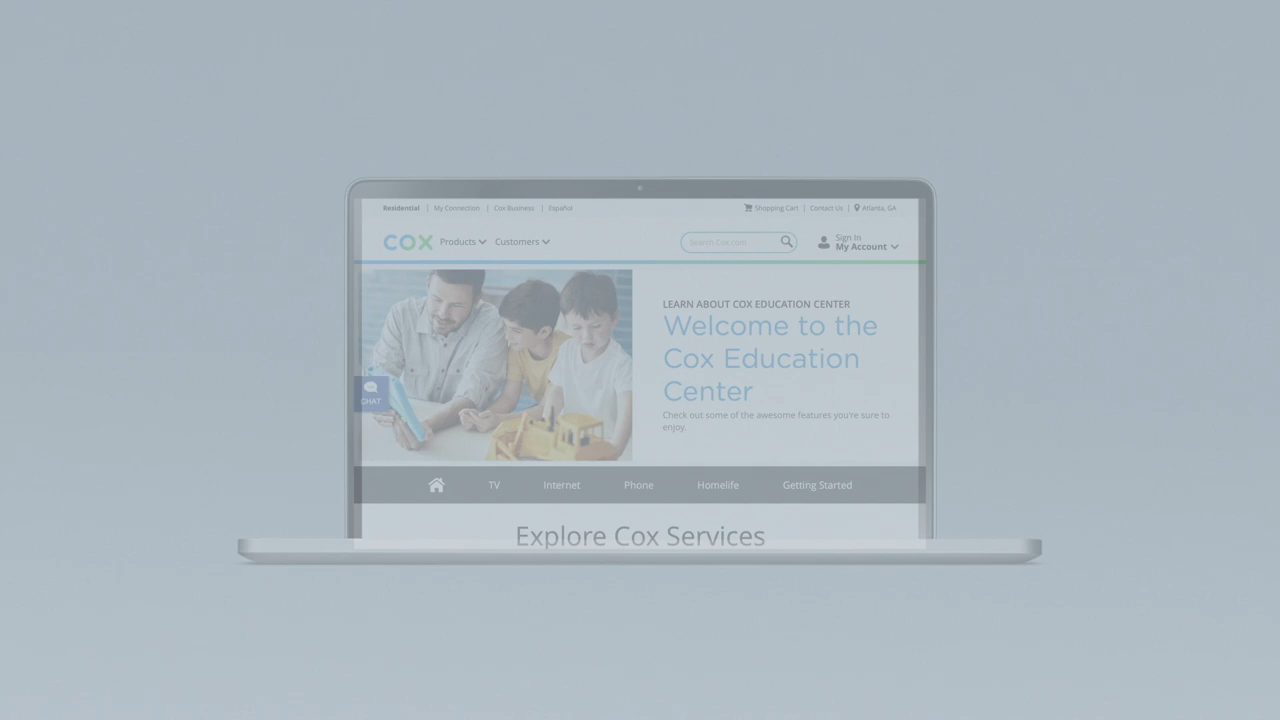 Residential | My Connection | Cox Business | Español
Shopping Cart | Contact Us | Atlanta, GA
COX Products Customers
Search Cox.com
Sign In
My Account
LEARN ABOUT COX EDUCATION CENTER
Welcome to the
Cox Education
Center
Check out some of the awesome features you're sure to
enjoy.
CHAT
TV Internet Phone Homelife Getting Started
Explore Cox Services